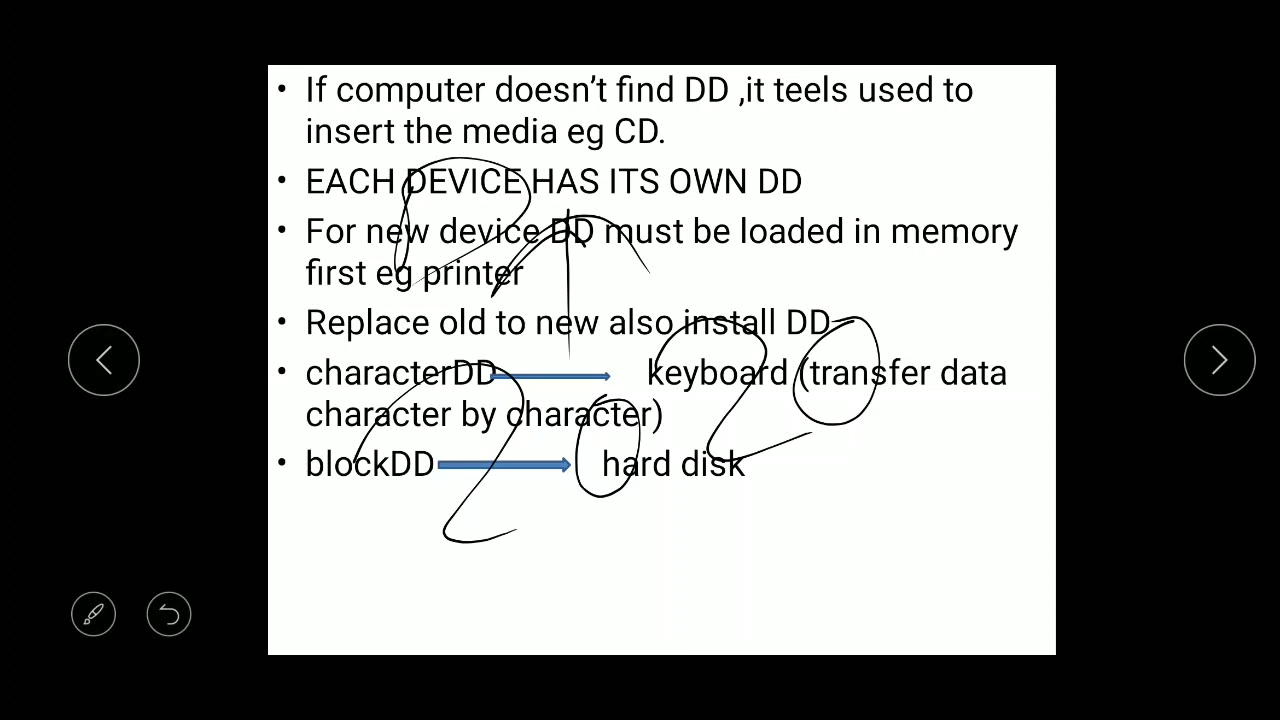 • If computer doesn’t find DD ,it teels used to
insert the media eg CD.
• EACH DEVICE HAS ITS OWN DD
• For new device DD must be loaded in memory
first eg printer
• Replace old to new also install DD
• characterDD keyboard (transfer data
character by character)
• blockDD hard disk
20
20